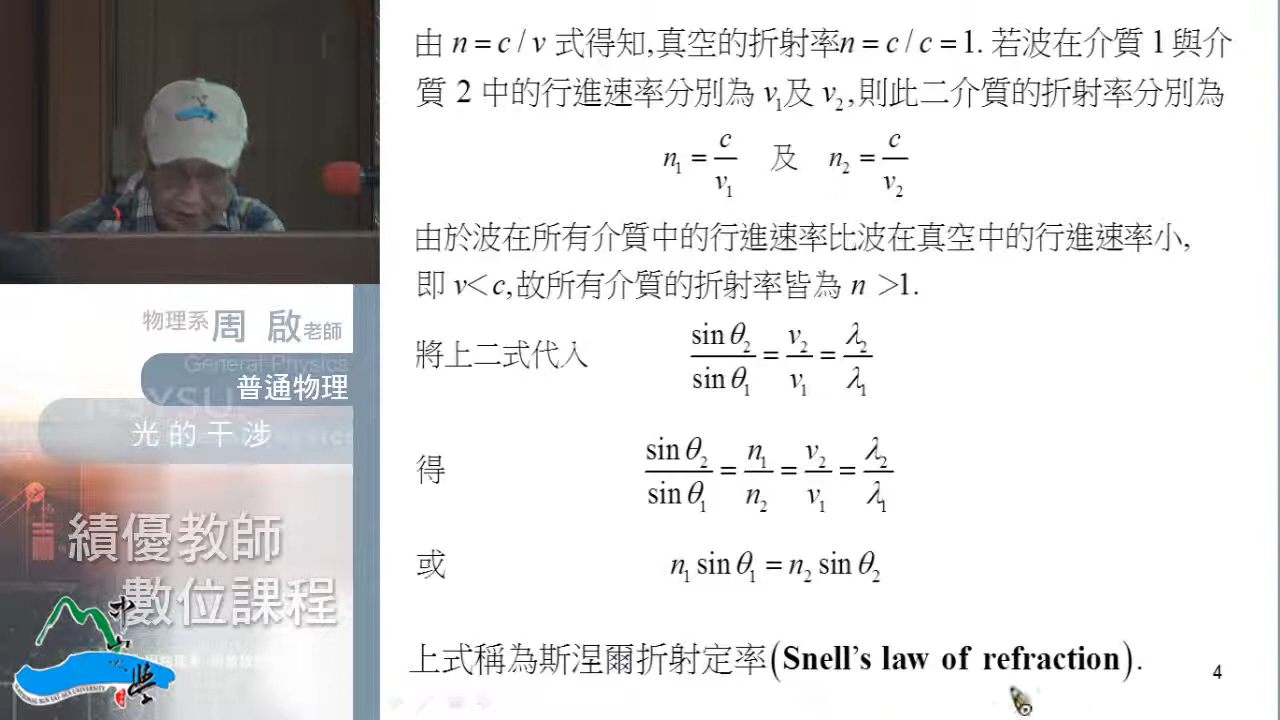 由 n = c / v 式得知,真空的折射率n = c / c = 1. 若波在介質 1 與介
質 2 中的行進速率分別為 v₁及 v₂,則此二介質的折射率分別為
n₁ = c/v₁ 及 n₂ = c/v₂
由於波在所有介質中的行進速率比波在真空中的行進速率小,
即 v< c,故所有介質的折射率皆為 n >1.
將上二式代入 sin θ₂/sin θ₁ = v₂/v₁ = λ₂/λ₁
得 sin θ₂/sin θ₁ = n₁/n₂ = v₂/v₁ = λ₂/λ₁
或 n₁ sin θ₁ = n₂ sin θ₂
上式稱為斯涅爾折射定率(Snell's law of refraction).
4
物理系 周 啟 老師
General Physics
普通物理
光 的 干 涉
績優教師
數位課程